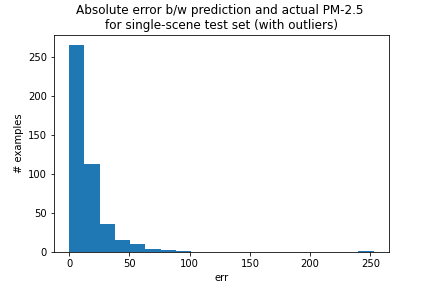 Absolute error b/w prediction and actual PM-2.5
for single-scene test set (with outliers)
250
200
150
100
50
0
# examples
0 50 100 150 200 250
err